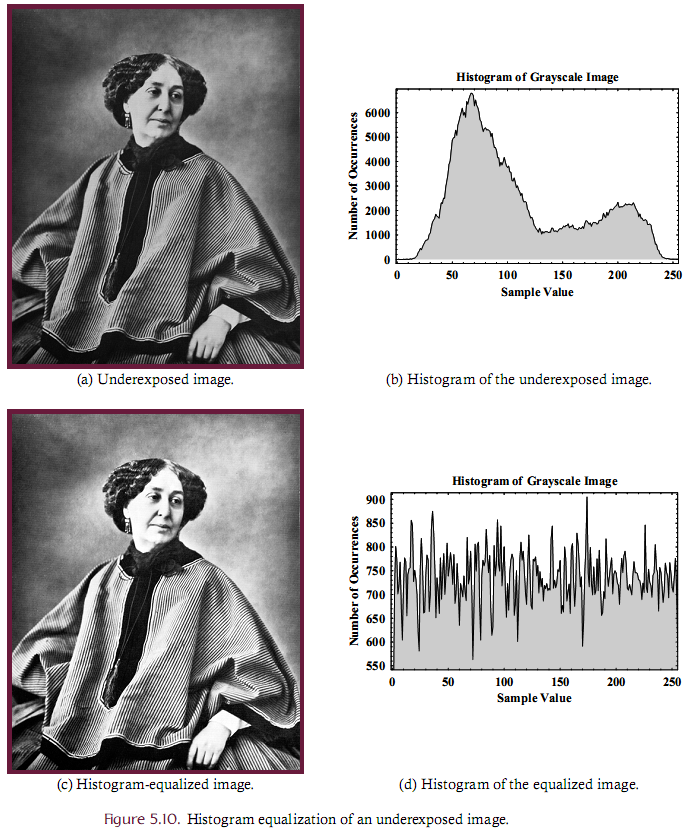 Histogram of Grayscale Image
Number of Occurrences
6000
5000
4000
3000
2000
1000
0
0 50 100 150 200 250
Sample Value
(a) Underexposed image.
(b) Histogram of the underexposed image.
Histogram of Grayscale Image
Number of Occurrences
900
850
800
750
700
650
600
550
0 50 100 150 200 250
Sample Value
(c) Histogram-equalized image.
(d) Histogram of the equalized image.
Figure 5.10. Histogram equalization of an underexposed image.